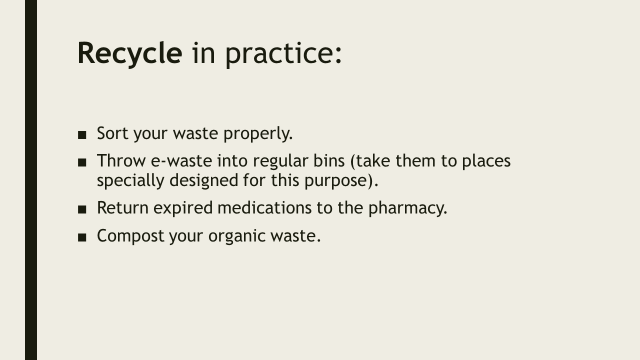 Recycle in practice:
■ Sort your waste properly.
■ Throw e-waste into regular bins (take them to places
specially designed for this purpose).
■ Return expired medications to the pharmacy.
■ Compost your organic waste.